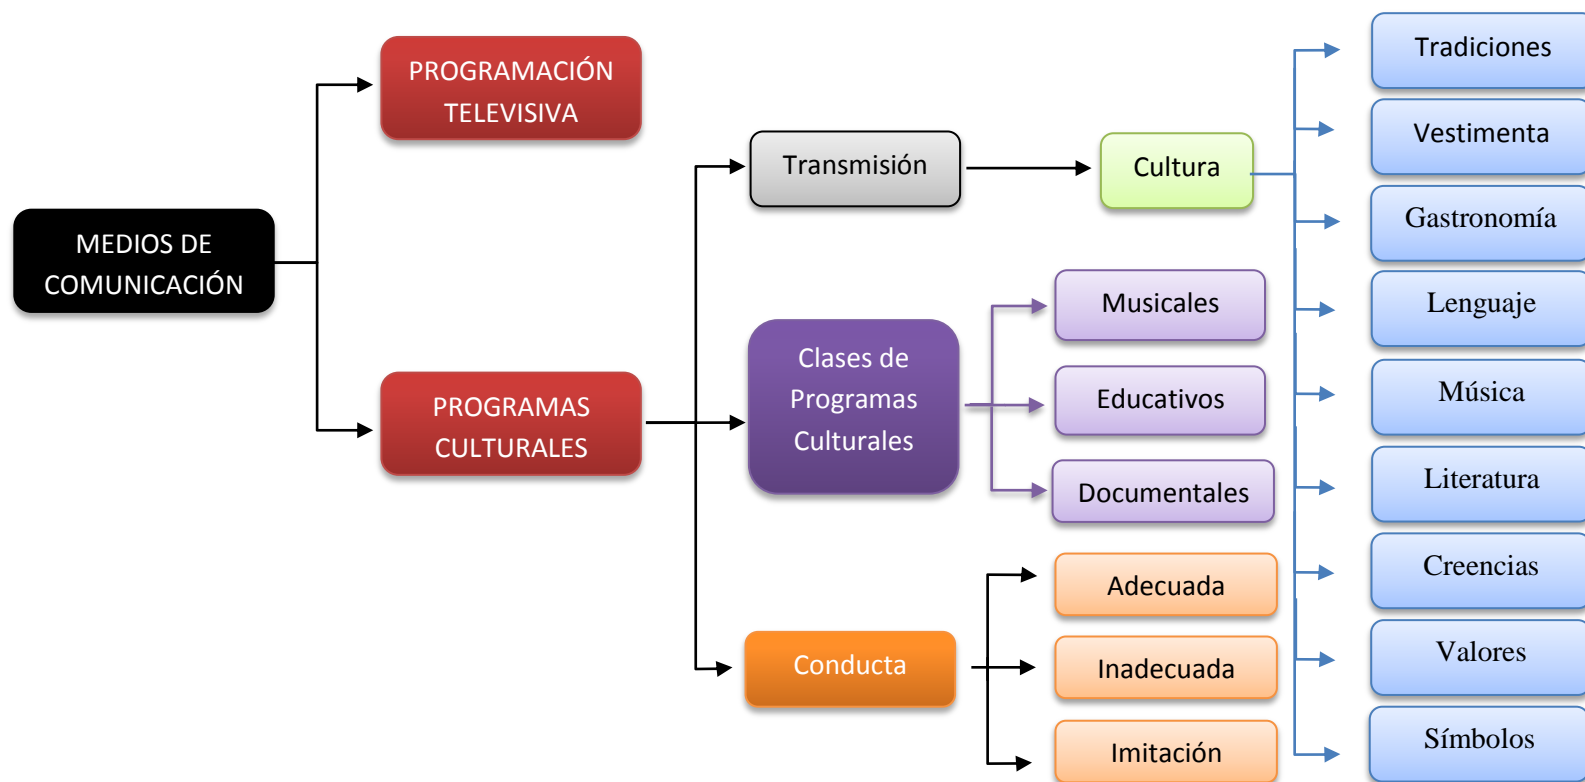 MEDIOS DE
COMUNICACIÓN
PROGRAMACIÓN
TELEVISIVA
PROGRAMAS
CULTURALES
Transmisión
Cultura
Clases de
Programas
Culturales
Musicales
Educativos
Documentales
Conducta
Adecuada
Inadecuada
Imitación
Tradiciones
Vestimenta
Gastronomía
Lenguaje
Música
Literatura
Creencias
Valores
Símbolos